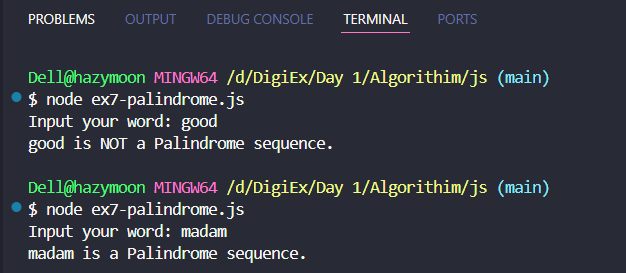 PROBLEMS OUTPUT DEBUG CONSOLE TERMINAL PORTS
Dell@hazymoon MINGW64 /d/DigiEx/Day 1/Algorithim/js (main)
$ node ex7-palindrome.js
Input your word: good
good is NOT a Palindrome sequence.
Dell@hazymoon MINGW64 /d/DigiEx/Day 1/Algorithim/js (main)
$ node ex7-palindrome.js
Input your word: madam
madam is a Palindrome sequence.